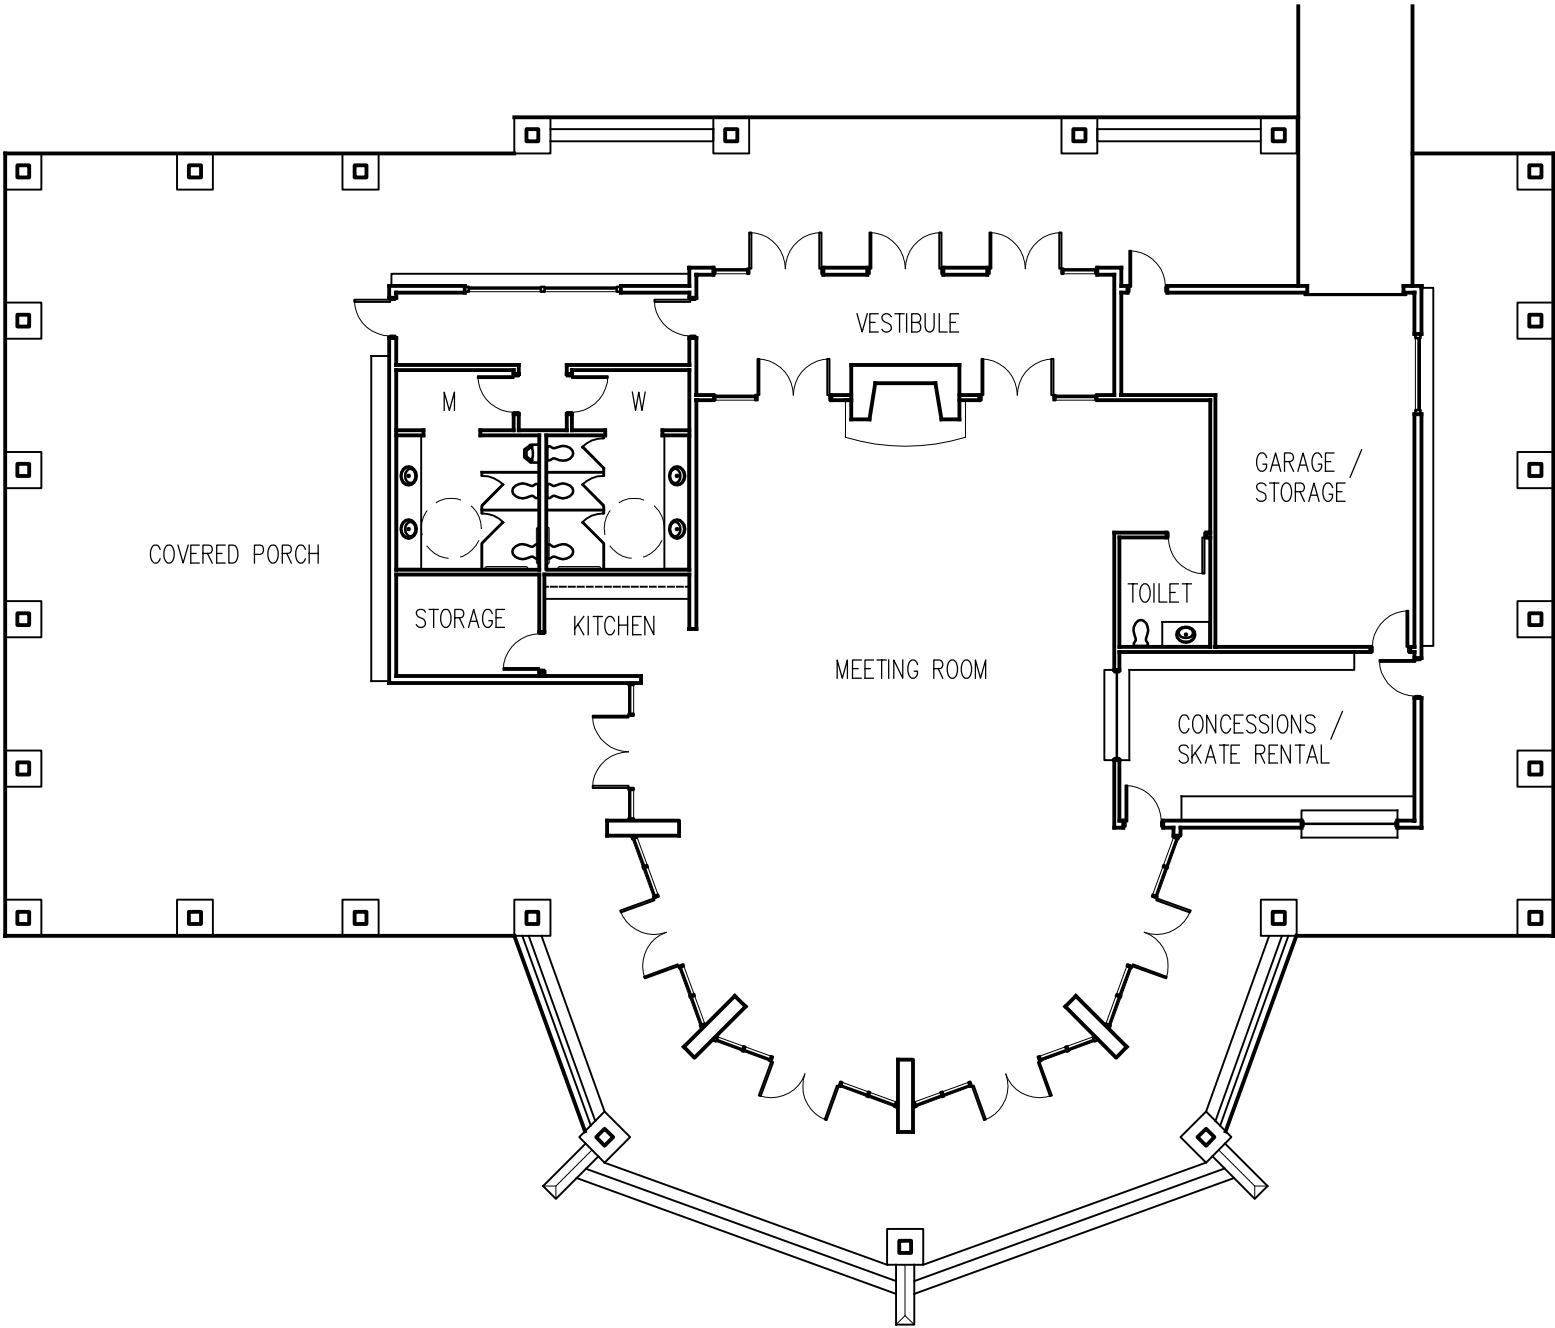 VESTIBULE
M
W
GARAGE /
STORAGE
COVERED PORCH
TOILET
STORAGE
KITCHEN
MEETING ROOM
CONCESSIONS /
SKATE RENTAL